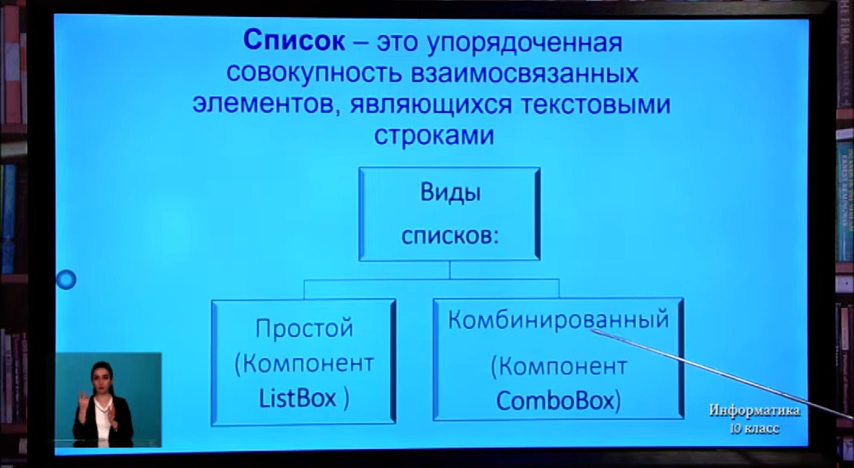 Список – это упорядоченная
совокупность взаимосвязанных
элементов, являющихся текстовыми
строками
Виды
списков:
Простой
(Компонент
ListBox )
Комбинированный
(Компонент
ComboBox)
Информатика
10 класс